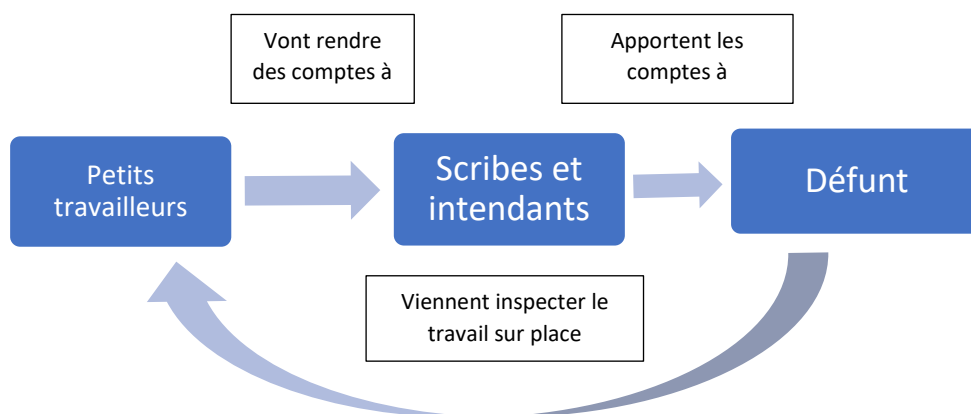 Vont rendre
des comptes à
Apportent les
comptes à
Petits
travailleurs
Scribes et
intendants
Défunt
Viennent inspecter le
travail sur place